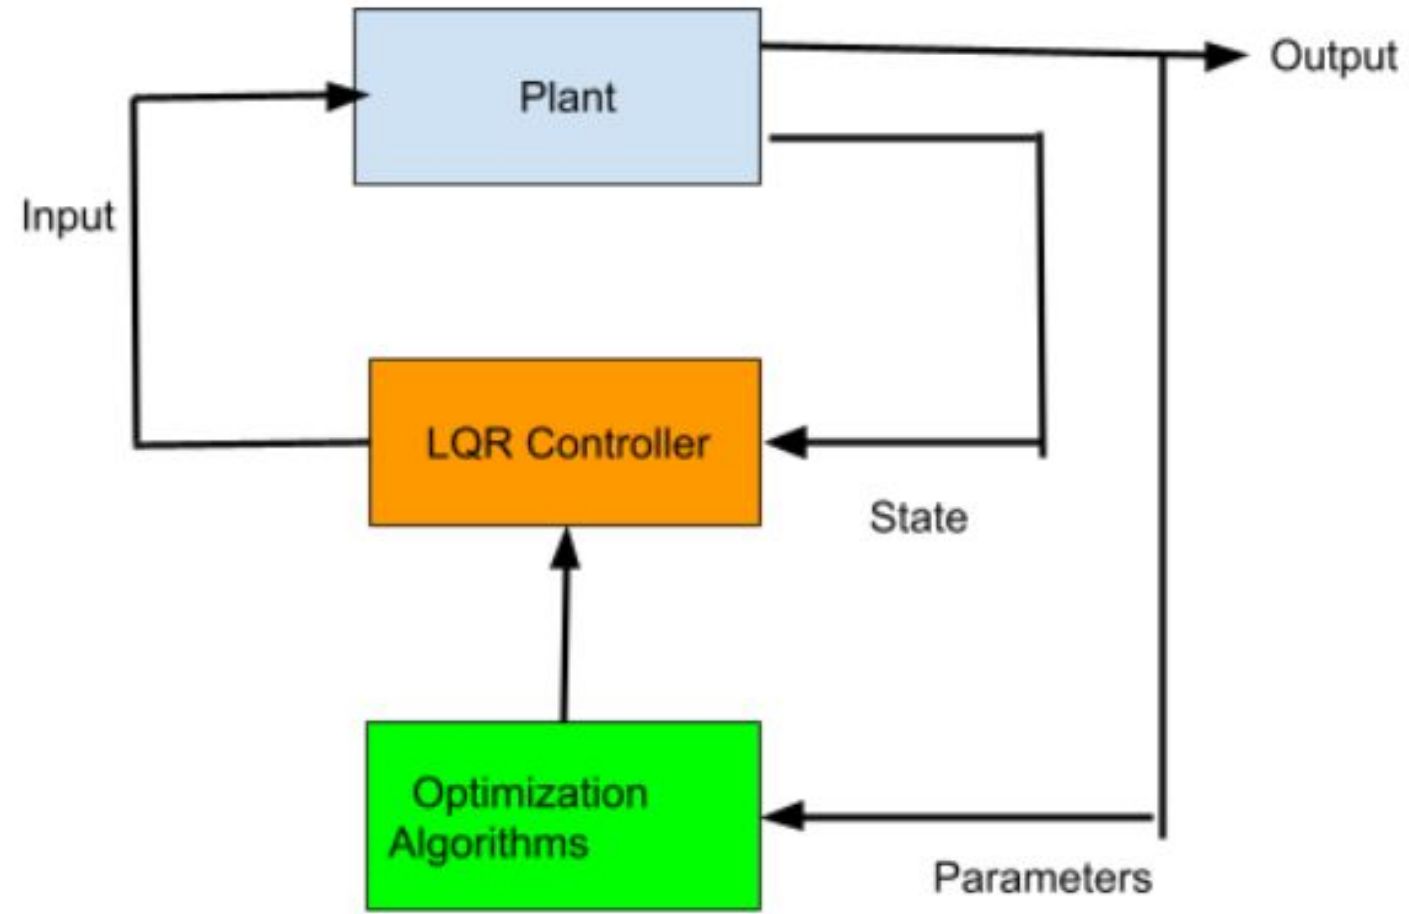 Plant
Output
Input
LQR Controller
State
Optimization
Algorithms
Parameters